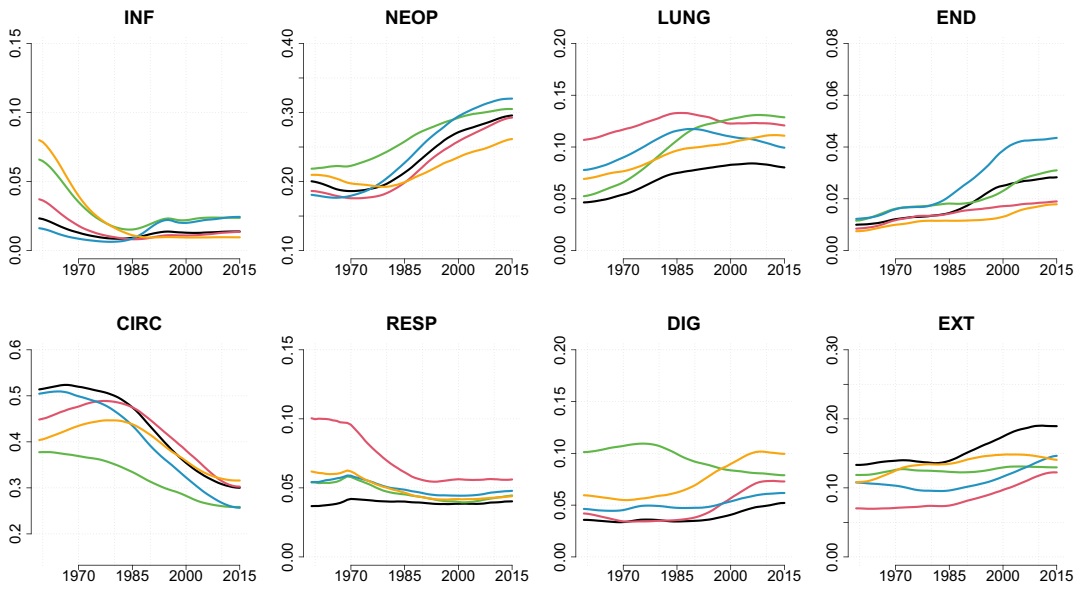 INF NEOP LUNG END
0.00 0.05 0.10 0.15
0.10 0.20 0.30 0.40
0.00 0.05 0.10 0.15 0.20
0.00 0.02 0.04 0.06 0.08
1970 1985 2000 2015 1970 1985 2000 2015 1970 1985 2000 2015 1970 1985 2000 2015
CIRC RESP DIG EXT
0.2 0.3 0.4 0.5 0.6
0.00 0.05 0.10 0.15
0.00 0.05 0.10 0.15 0.20
0.00 0.10 0.20 0.30
1970 1985 2000 2015 1970 1985 2000 2015 1970 1985 2000 2015 1970 1985 2000 2015